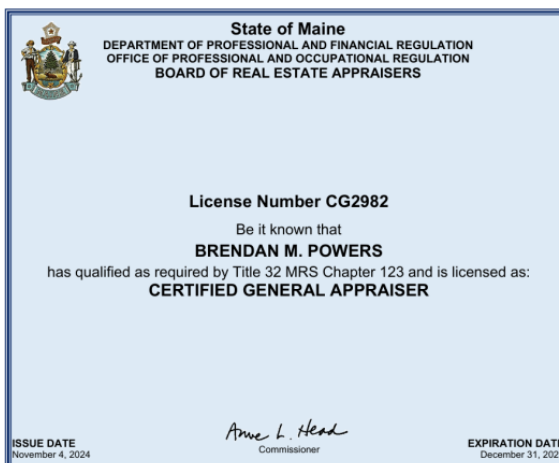 State of Maine
DEPARTMENT OF PROFESSIONAL AND FINANCIAL REGULATION
OFFICE OF PROFESSIONAL AND OCCUPATIONAL REGULATION
BOARD OF REAL ESTATE APPRAISERS
License Number CG2982
Be it known that
BRENDAN M. POWERS
has qualified as required by Title 32 MRS Chapter 123 and is licensed as:
CERTIFIED GENERAL APPRAISER
Anne L. Head
Commissioner
ISSUE DATE
November 4, 2024
EXPIRATION DATE
December 31, 202